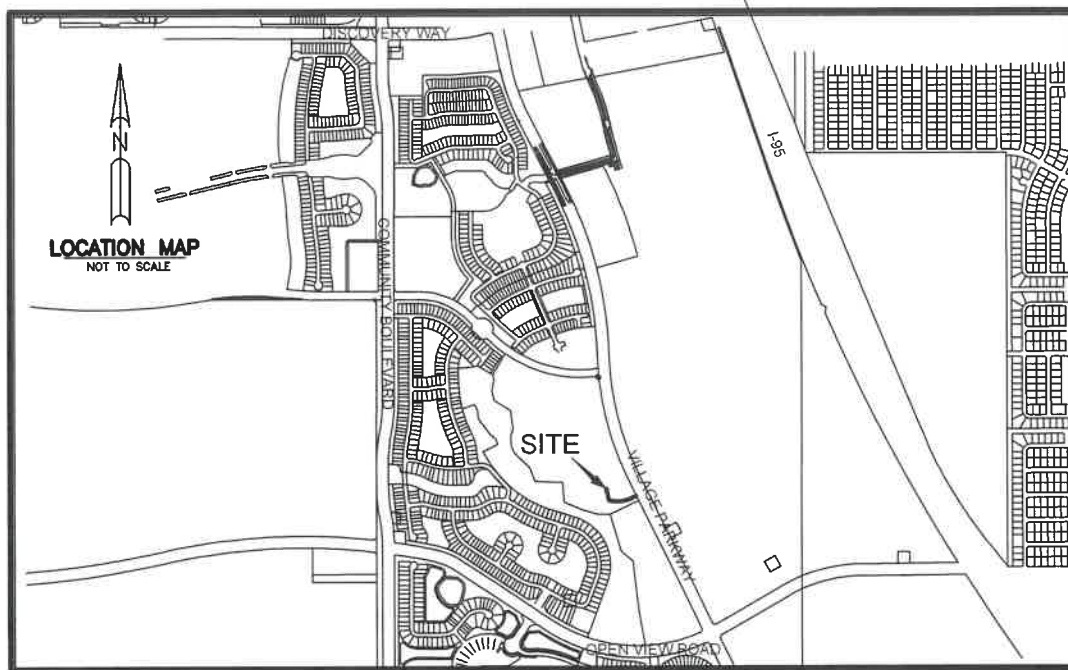 DISCOVERY WAY
I-95
N
LOCATION MAP
NOT TO SCALE
COMMUNITY BOULEVARD
SITE
VILLAGE PARKWAY
OPEN VIEW ROAD